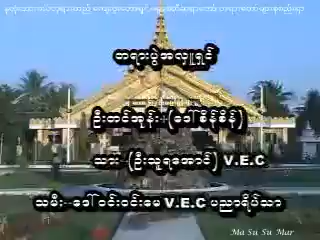 တရားပွဲအလှူရှင်
ဦးတင်အုန်း+(ဒေါ်စိန်စိန်)
သား-(ဦးသူရအောင်) V.E.C
သမီး-ဒေါ်ဝင်းဝင်းမေ V.E.C ပညာရိပ်သာ
Ma Su Su Mar